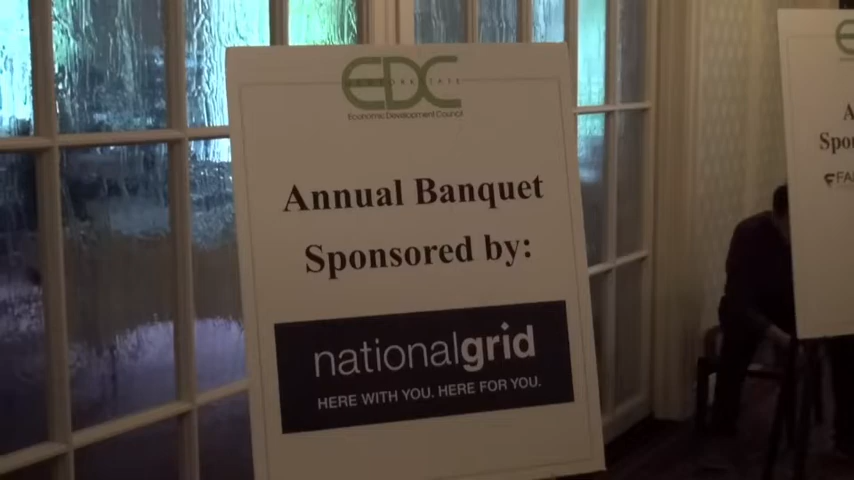 EDC
Economic Development Council
Annual Banquet
Sponsored by:
nationalgrid
HERE WITH YOU. HERE FOR YOU.